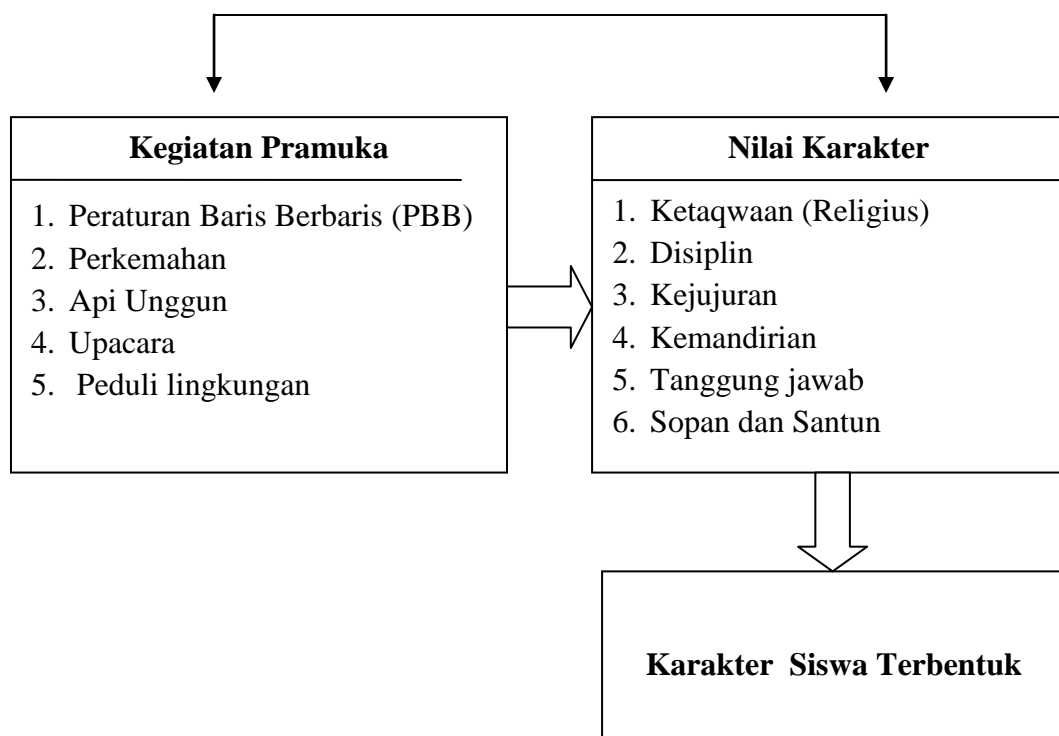 Kegiatan Pramuka
1. Peraturan Baris Berbaris (PBB)
2. Perkemahan
3. Api Unggun
4. Upacara
5. Peduli lingkungan
Nilai Karakter
1. Ketaqwaan (Religius)
2. Disiplin
3. Kejujuran
4. Kemandirian
5. Tanggung jawab
6. Sopan dan Santun
Karakter Siswa Terbentuk